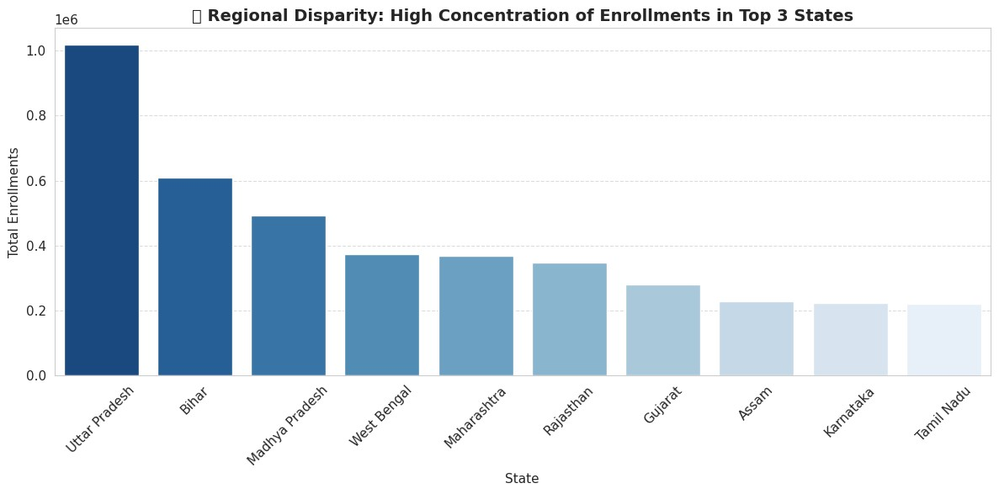 Regional Disparity: High Concentration of Enrollments in Top 3 States
1e6
1.0
0.8
0.6
0.4
0.2
0.0
Total Enrollments
Uttar Pradesh
Bihar
Madhya Pradesh
West Bengal
Maharashtra
Rajasthan
Gujarat
Assam
Karnataka
Tamil Nadu
State